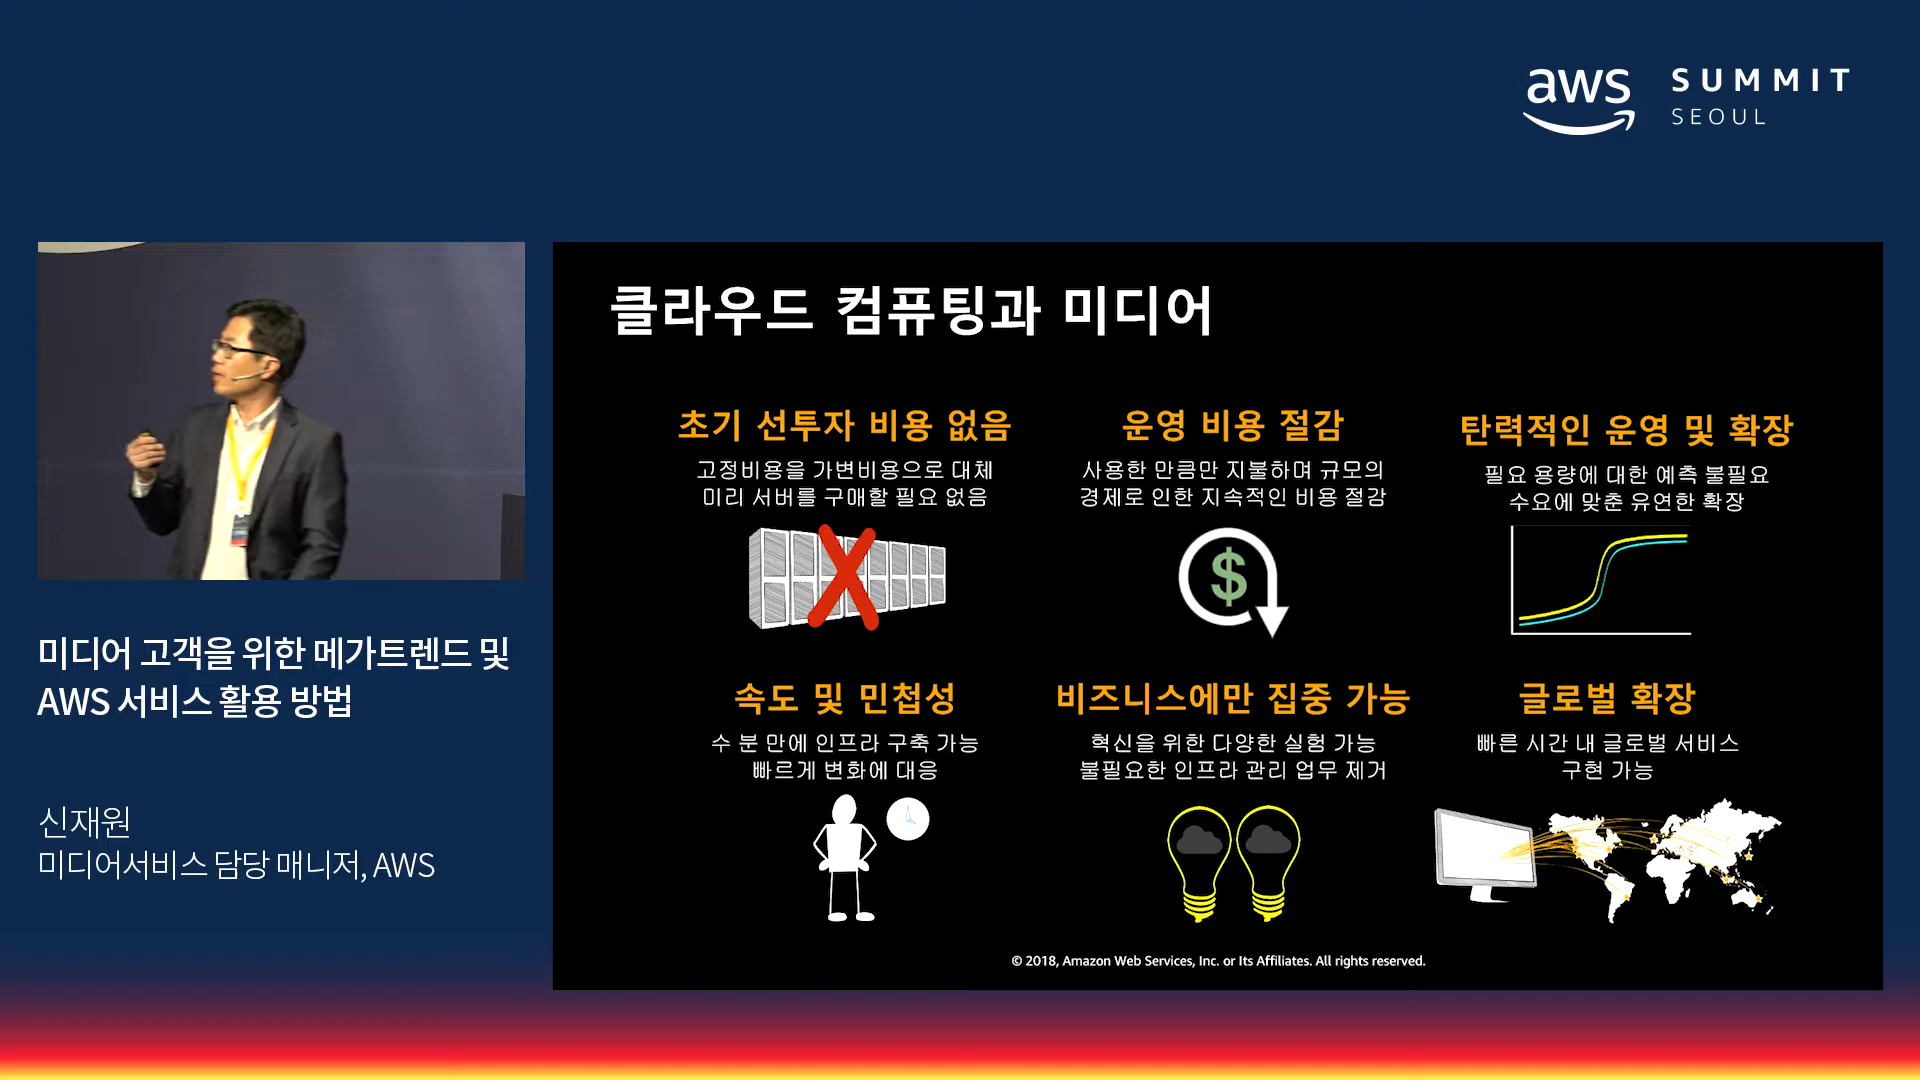 aws SUMMIT
SEOUL
클라우드 컴퓨팅과 미디어
초기 선투자 비용 없음
고정비용을 가변비용으로 대체
미리 서버를 구매할 필요 없음
운영 비용 절감
사용한 만큼만 지불하며 규모의
경제로 인한 지속적인 비용 절감
탄력적인 운영 및 확장
필요 용량에 대한 예측 불필요
수요에 맞춘 유연한 확장
$
속도 및 민첩성
수 분 만에 인프라 구축 가능
빠르게 변화에 대응
비즈니스에만 집중 가능
혁신을 위한 다양한 실험 가능
불필요한 인프라 관리 업무 제거
글로벌 확장
빠른 시간 내 글로벌 서비스
구현 가능
© 2018, Amazon Web Services, Inc. or Its Affiliates. All rights reserved.
미디어 고객을 위한 메가트렌드 및
AWS 서비스 활용 방법
신재원
미디어서비스 담당 매니저, AWS